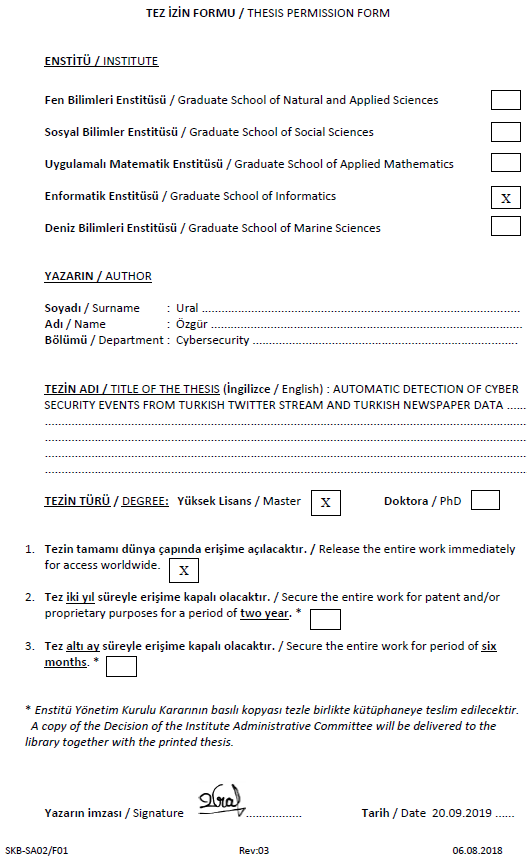 TEZ İZİN FORMU / THESIS PERMISSION FORM
ENSTİTÜ / INSTITUTE
Fen Bilimleri Enstitüsü / Graduate School of Natural and Applied Sciences
Sosyal Bilimler Enstitüsü / Graduate School of Social Sciences
Uygulamalı Matematik Enstitüsü / Graduate School of Applied Mathematics
Enformatik Enstitüsü / Graduate School of Informatics X
Deniz Bilimleri Enstitüsü / Graduate School of Marine Sciences
YAZARIN / AUTHOR
Soyadı / Surname : Ural ......................................................................................
Adı / Name : Özgür ......................................................................................
Bölümü / Department : Cybersecurity ......................................................................................
TEZİN ADI / TITLE OF THE THESIS (İngilizce / English) : AUTOMATIC DETECTION OF CYBER
SECURITY EVENTS FROM TURKISH TWITTER STREAM AND TURKISH NEWSPAPER DATA ......
......................................................................................
......................................................................................
......................................................................................
......................................................................................
TEZİN TÜRÜ / DEGREE: Yüksek Lisans / Master X Doktora / PhD
1. Tezin tamamı dünya çapında erişime açılacaktır. / Release the entire work immediately
for access worldwide. X
2. Tez iki yıl süreyle erişime kapalı olacaktır. / Secure the entire work for patent and/or
proprietary purposes for a period of two year. *
3. Tez altı ay süreyle erişime kapalı olacaktır. / Secure the entire work for period of six
months. *
* Enstitü Yönetim Kurulu Kararının basılı kopyası tezle birlikte kütüphaneye teslim edilecektir.
A copy of the Decision of the Institute Administrative Committee will be delivered to the
library together with the printed thesis.
Yazarın imzası / Signature Ural ................ Tarih / Date 20.09.2019 ......
SKB-SA02/F01 Rev:03 06.08.2018